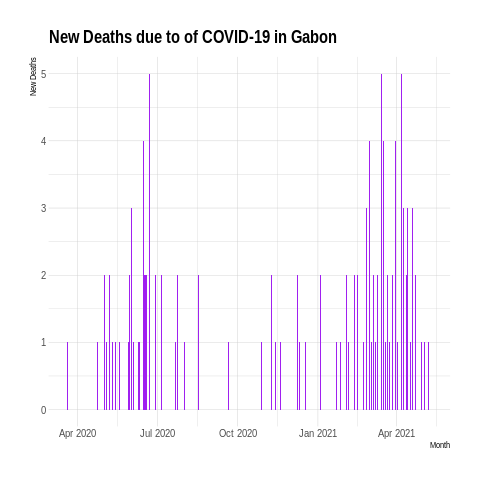 New Deaths due to of COVID-19 in Gabon
New Deaths
5
4
3
2
1
0
Apr 2020 Jul 2020 Oct 2020 Jan 2021 Apr 2021
Month